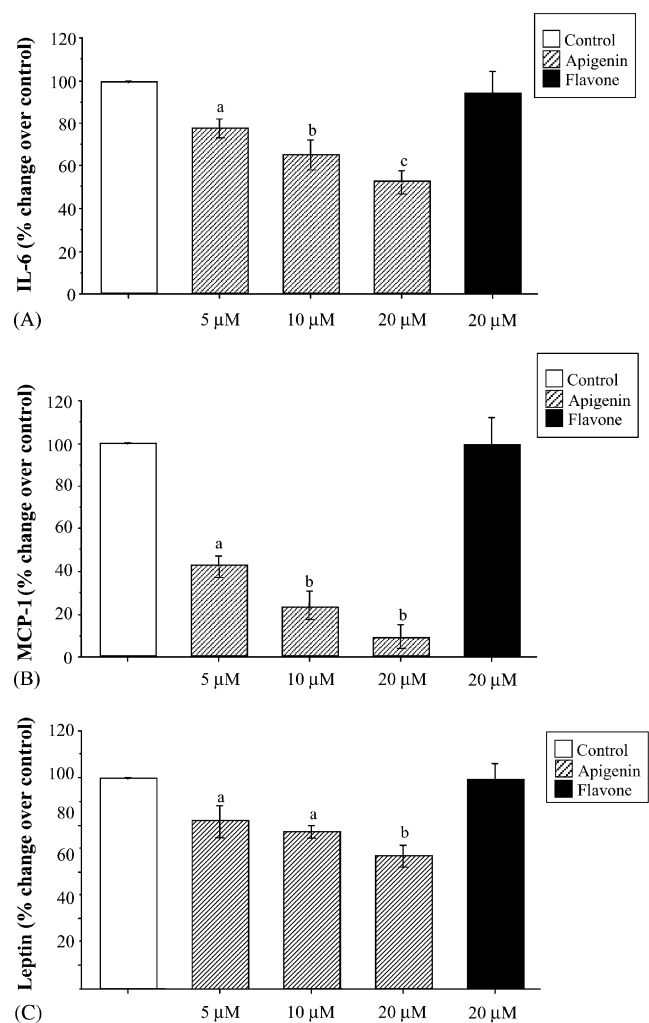 120
100
80
60
40
20
0
IL-6 (% change over control)
Control
Apigenin
Flavone
a
b
c
5 µM
10 µM
20 µM
20 µM
(A)
120
100
80
60
40
20
0
MCP-1 (% change over control)
Control
Apigenin
Flavone
a
b
b
5 µM
10 µM
20 µM
20 µM
(B)
120
100
80
60
40
20
Leptin (% change over control)
Control
Apigenin
Flavone
a
a
b
5 µM
10 µM
20 µM
20 µM
(C)